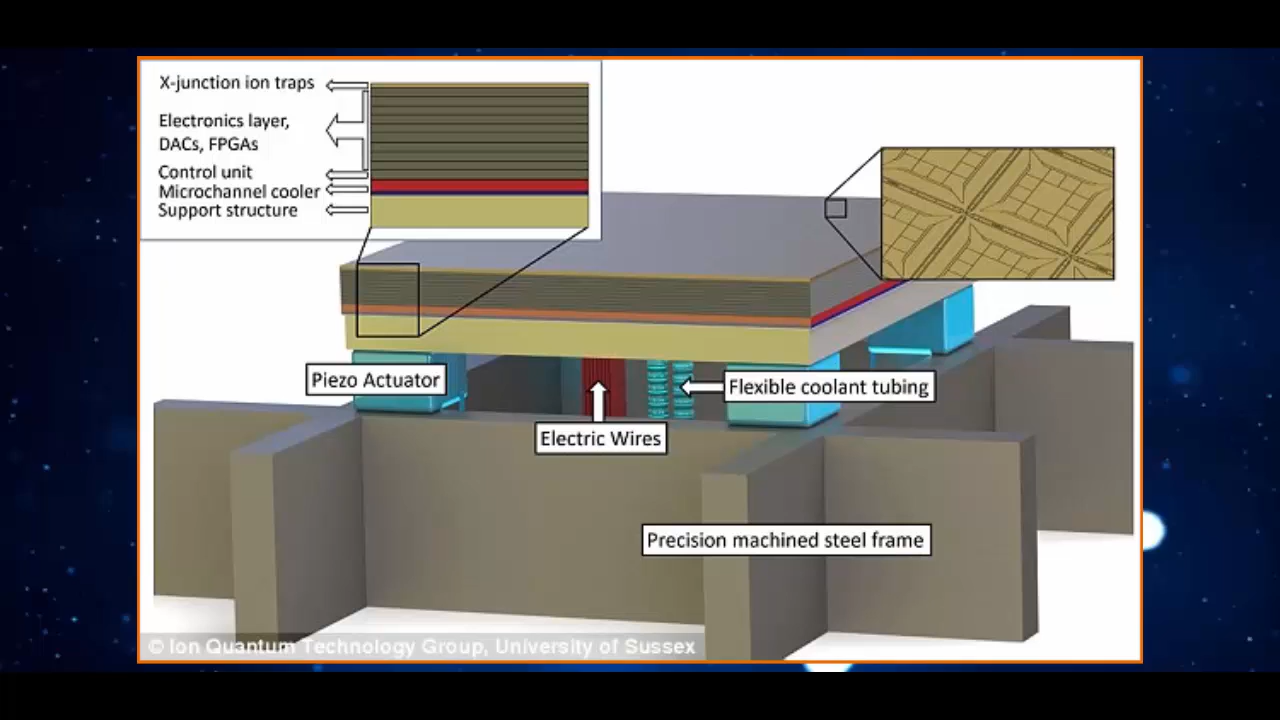 X-junction ion traps
Electronics layer,
DACs, FPGAs
Control unit
Microchannel cooler
Support structure
Piezo Actuator
Flexible coolant tubing
Electric Wires
Precision machined steel frame
© Ion Quantum Technology Group, University of Sussex